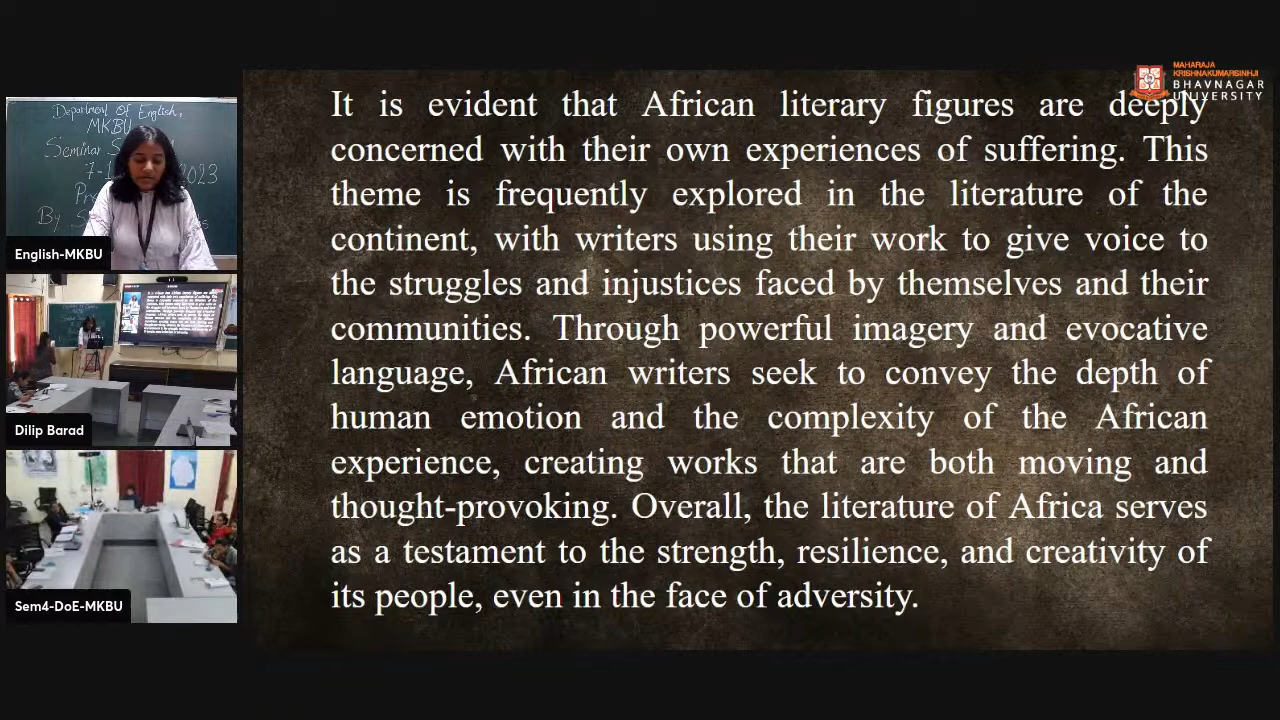 It is evident that African literary figures are deeply
concerned with their own experiences of suffering. This
theme is frequently explored in the literature of the
continent, with writers using their work to give voice to
the struggles and injustices faced by themselves and their
communities. Through powerful imagery and evocative
language, African writers seek to convey the depth of
human emotion and the complexity of the African
experience, creating works that are both moving and
thought-provoking. Overall, the literature of Africa serves
as a testament to the strength, resilience, and creativity of
its people, even in the face of adversity.
MAHARAJA
KRISHNAKUMARSINHJI
BHAVNAGAR
UNIVERSITY
Department Of English,
MKBU
Seminar
2023
By
English-MKBU
Dilip Barad
Sem4-DoE-MKBU